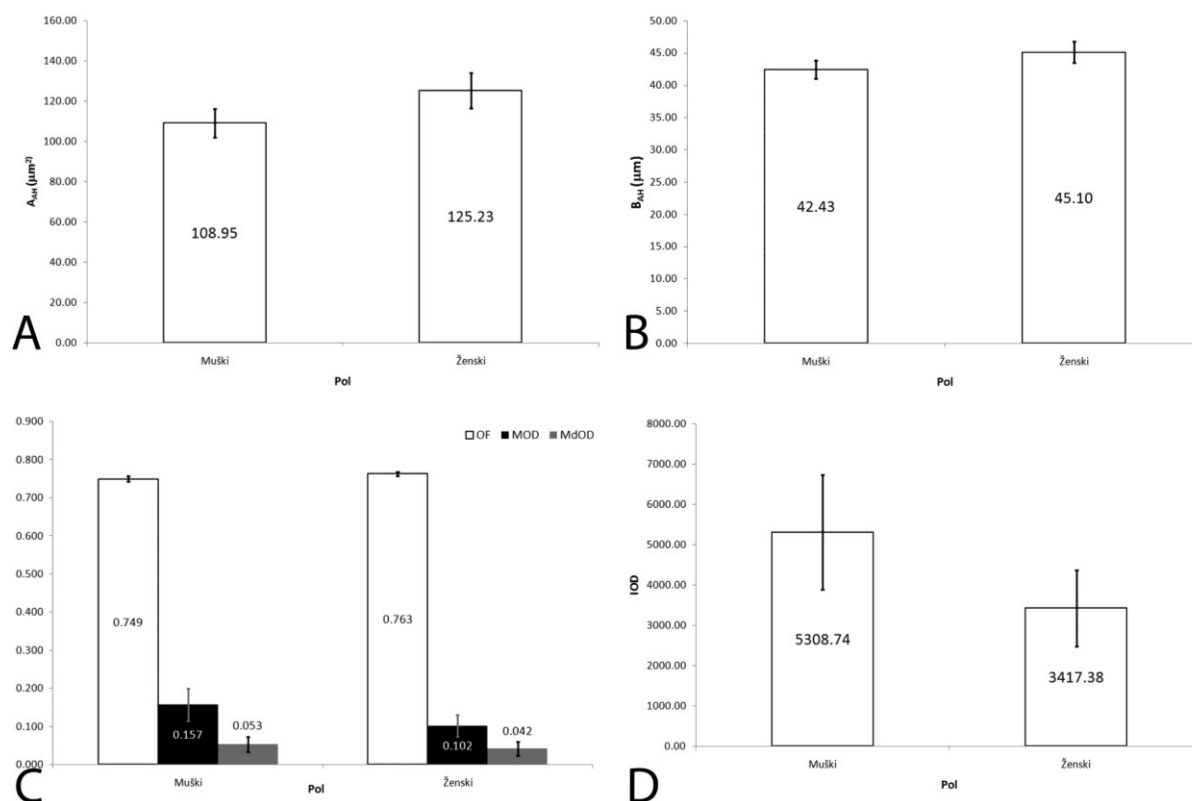 160.00
140.00
120.00
100.00
80.00
60.00
40.00
20.00
0.00
A_AH (μm²)
108.95
125.23
Muški
Ženski
Pol
A
50.00
45.00
40.00
35.00
30.00
25.00
20.00
15.00
10.00
5.00
0.00
B_AH (μm)
42.43
45.10
Muški
Ženski
Pol
B
0.900
0.800
0.700
0.600
0.500
0.400
0.300
0.200
0.100
0.000
OF MOD MdOD
0.749
0.157
0.053
0.763
0.102
0.042
Muški
Ženski
Pol
C
8000.00
7000.00
6000.00
5000.00
4000.00
3000.00
2000.00
1000.00
0.00
IOD
5308.74
3417.38
Muški
Ženski
Pol
D